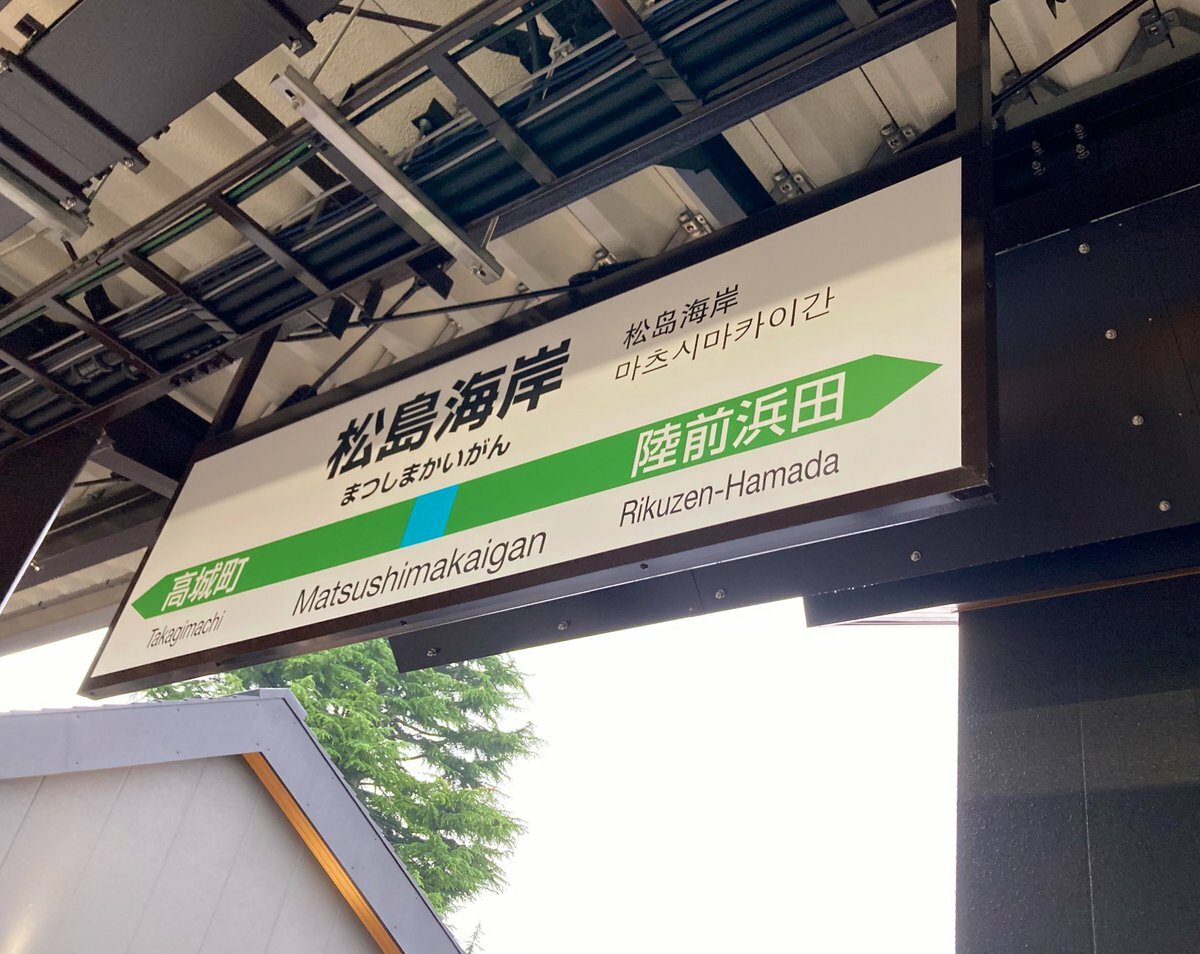 松島海岸
まつしまかいがん
松岛海岸
마츠시마카이간
高城町
陸前浜田
Takagimachi
Matsushimakaigan
Rikuzen-Hamada